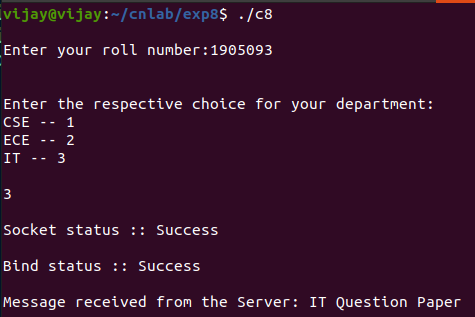 vijay@vijay:~/cnlab/exp8$ ./c8
Enter your roll number:1905093
Enter the respective choice for your department:
CSE -- 1
ECE -- 2
IT -- 3
3
Socket status :: Success
Bind status :: Success
Message received from the Server: IT Question Paper